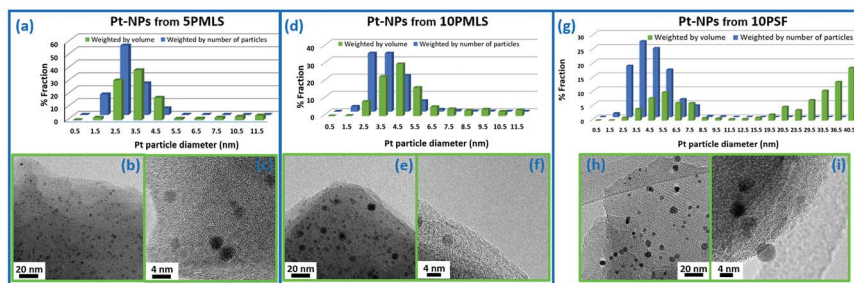 (a) Pt-NPs from 5PMLS
Weighted by volume Weighted by number of particles
60
50
40
30
20
10
0
% Fraction
0.5 1.5 2.5 3.5 4.5 5.5 6.5 7.5 10.5 11.5
Pt particle diameter (nm)
(b)
20 nm
(c)
4 nm
(d) Pt-NPs from 10PMLS
Weighted by volume Weighted by number of particles
40
30
20
10
0
% Fraction
0.5 1.5 2.5 3.5 4.5 5.5 6.5 7.5 8.5 9.5 10.5 11.5
Pt particle diameter (nm)
(e)
20 nm
(f)
4 nm
(g) Pt-NPs from 10PSF
Weighted by volume Weighted by number of particles
30
25
20
15
10
5
0
% Fraction
0.5 1.5 2.5 3.5 4.5 5.5 6.5 7.5 8.5 9.5 11.5 12.5 15.5 19.5 20.5 29.5 33.5 36.5 40.5
Pt particle diameter (nm)
(h)
20 nm
(i)
4 nm